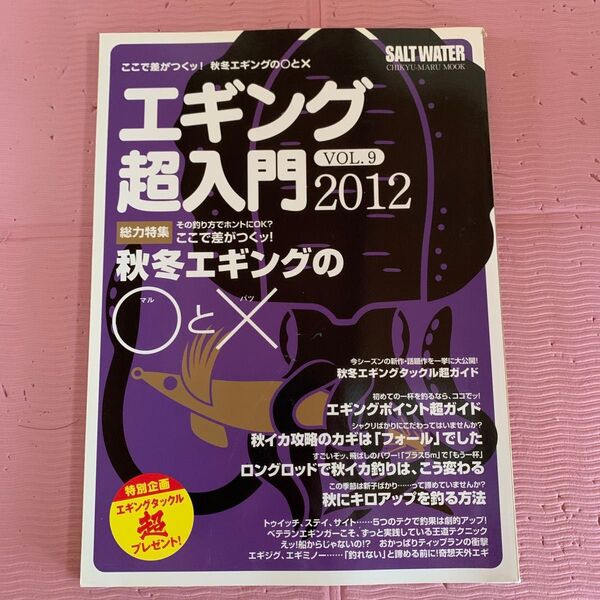 ここで差がつくッ! 秋冬エギングの○と×
SALT WATER
CHIKYU-MARU MOOK
エギング
超入門
VOL.9
2012
総力特集
その釣り方でホントにOK?
ここで差がつくッ!
秋冬エギングの
マル バツ
○と×
今シーズンの新作・話題作を一挙に大公開!
秋冬エギングタックル超ガイド
初めての一杯を釣るなら、ココでッ!
エギングポイント超ガイド
シャクリばかりにこだわってはいませんか?
秋イカ攻略のカギは「フォール」でした
すごいぞッ、飛ばしのパワー!「プラス5m」で「もう一杯」
ロングロッドで秋イカ釣りは、こう変わる
この季節は新子ばかり……って諦めていませんか?
秋にキロアップを釣る方法
特別企画
エギングタックル
超
プレゼント!
トゥイッチ、ステイ、サイト……5つのテクで釣果は劇的アップ!
ベテランエギンガーこそ、ずっと実践している王道テクニック
えッ!船からじゃないの!? おかっぱりティップランの衝撃
エギジグ、エギミノー……「釣れない」と諦める前に!奇想天外エギ